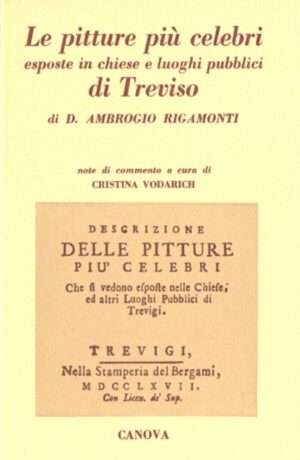 Le pitture più celebri
esposte in chiese e luoghi pubblici
di Treviso
di D. AMBROGIO RIGAMONTI
note di commento a cura di
CRISTINA VODARICH
DESCRIZIONE
DELLE PITTURE
PIU' CELEBRI
Che si vedono esposte nelle Chiese,
ed altri Luoghi Pubblici di
Trevigi.
TREVIGI,
Nella Stamperia del Bergami,
MDCCLXVII.
Con Licen. de' Sup.
CANOVA